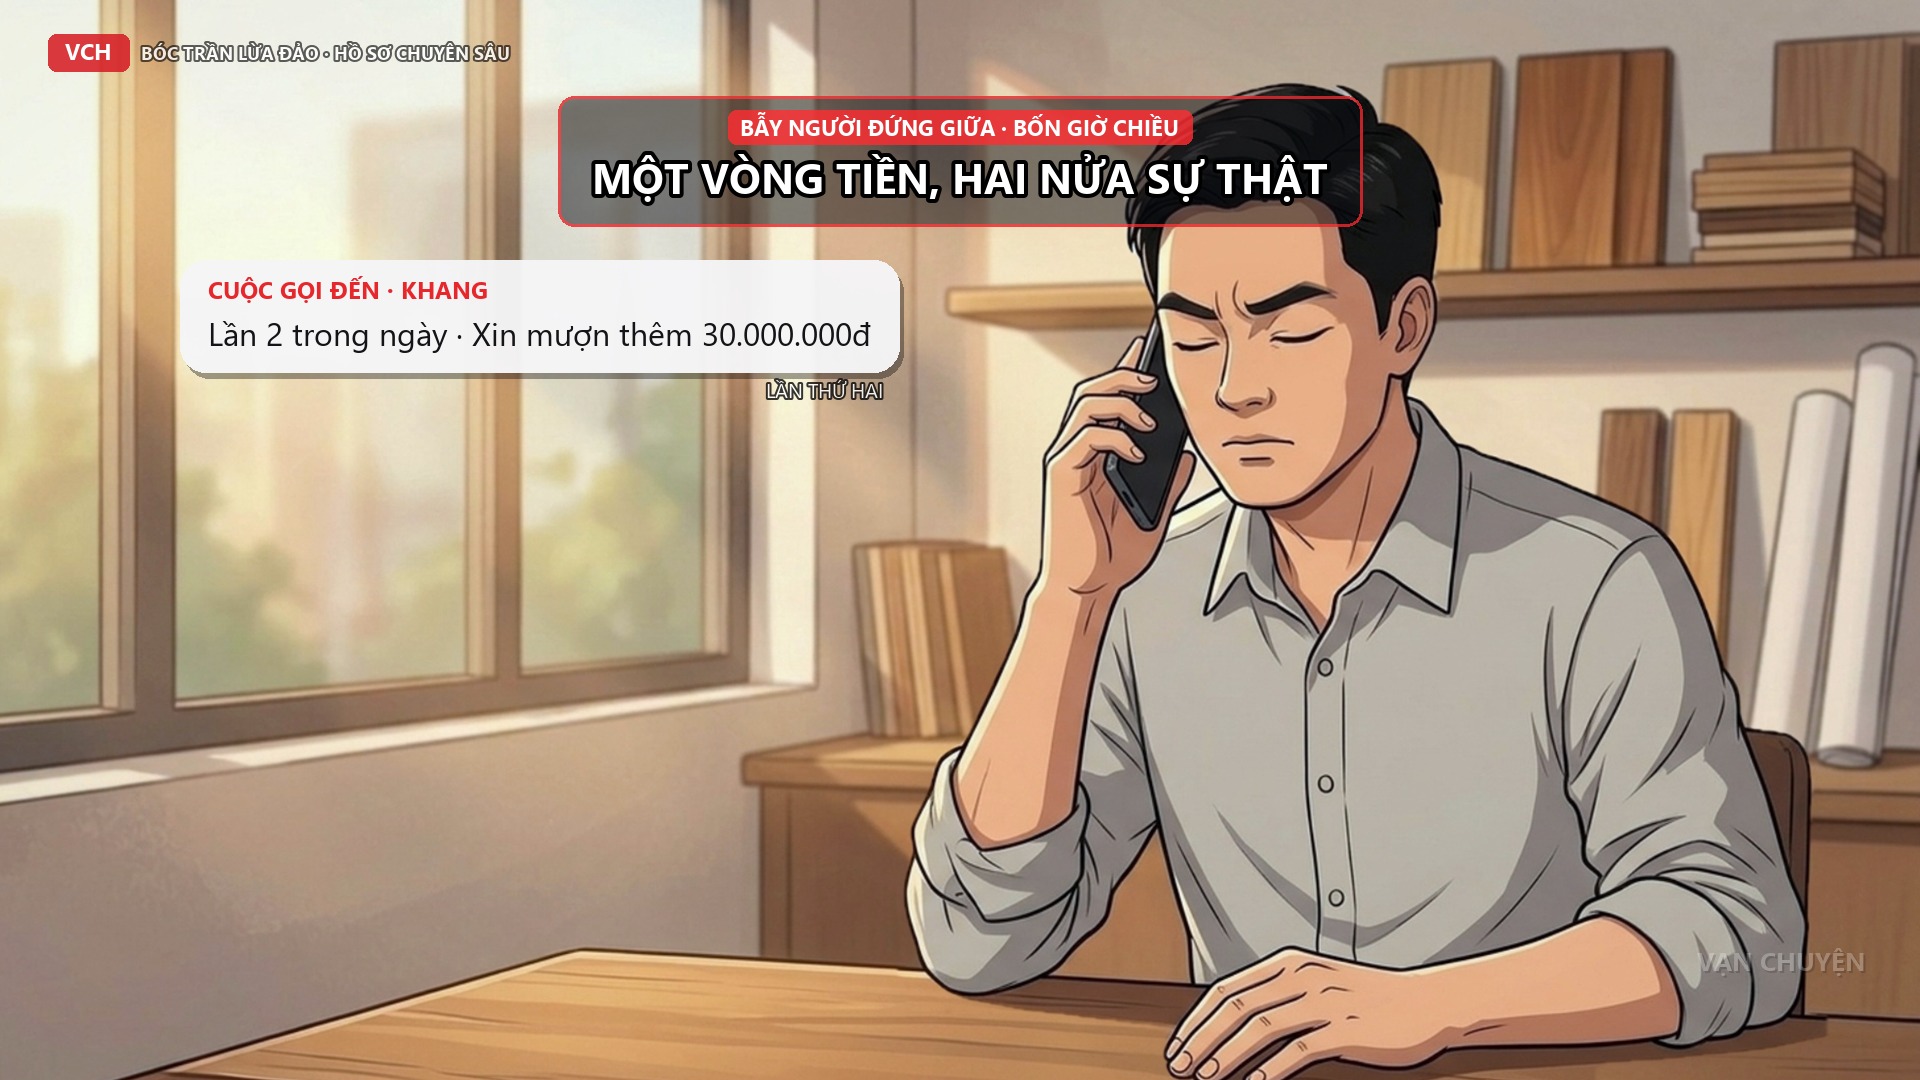 VCH BÓC TRẦN LỪA ĐẢO · HỒ SƠ CHUYÊN SÂU
BẪY NGƯỜI ĐỨNG GIỮA · BỐN GIỜ CHIỀU
MỘT VÒNG TIỀN, HAI NỬA SỰ THẬT
CUỘC GỌI ĐẾN · KHANG
Lần 2 trong ngày · Xin mượn thêm 30.000.000đ
LẦN THỨ HAI
VẠN CHUYỆN